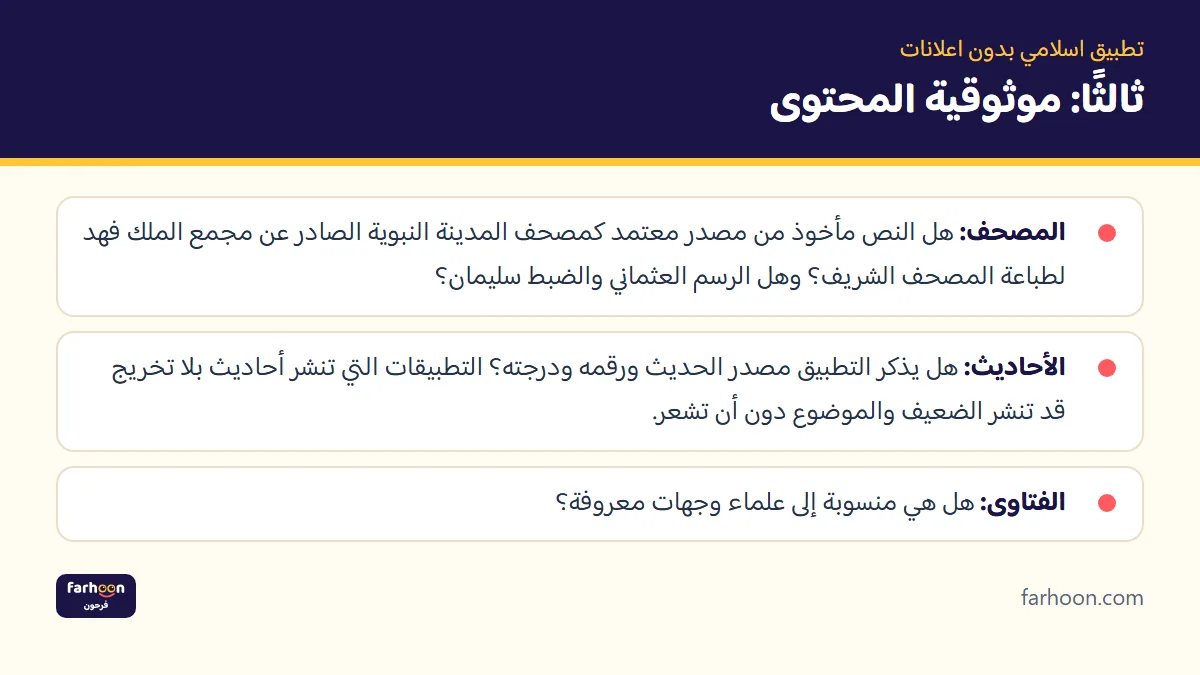 تطبيق اسلامي بدون اعلانات
ثالثًا: موثوقية المحتوى
المصحف: هل النص مأخوذ من مصدر معتمد كمصحف المدينة النبوية الصادر عن مجمع الملك فهد
لطباعة المصحف الشريف؟ وهل الرسم العثماني والضبط سليمان؟
الأحاديث: هل يذكر التطبيق مصدر الحديث ورقمه ودرجته؟ التطبيقات التي تنشر أحاديث بلا تخريج
قد تنشر الضعيف والموضوع دون أن تشعر.
الفتاوى: هل هي منسوبة إلى علماء وجهات معروفة؟
farhoon.com
farhoon
فرحون